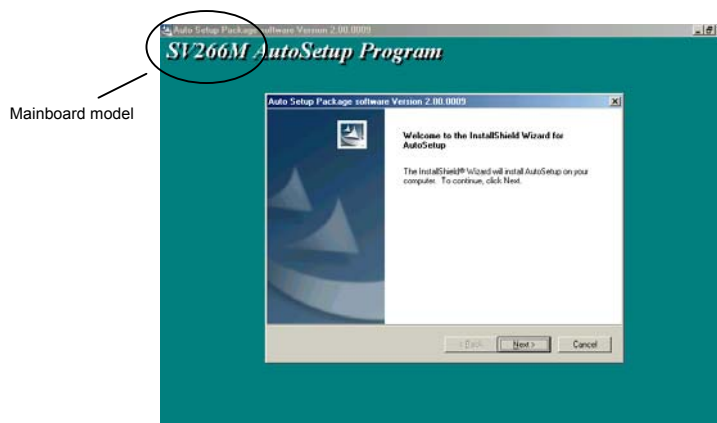 Auto Setup Package software Version 2.00.0009
SV266M AutoSetup Program
Mainboard model
Auto Setup Package software Version 2.00.0009
Welcome to the InstallShield Wizard for
AutoSetup
The InstallShield® Wizard will install AutoSetup on your
computer. To continue, click Next.
< Back
Next >
Cancel